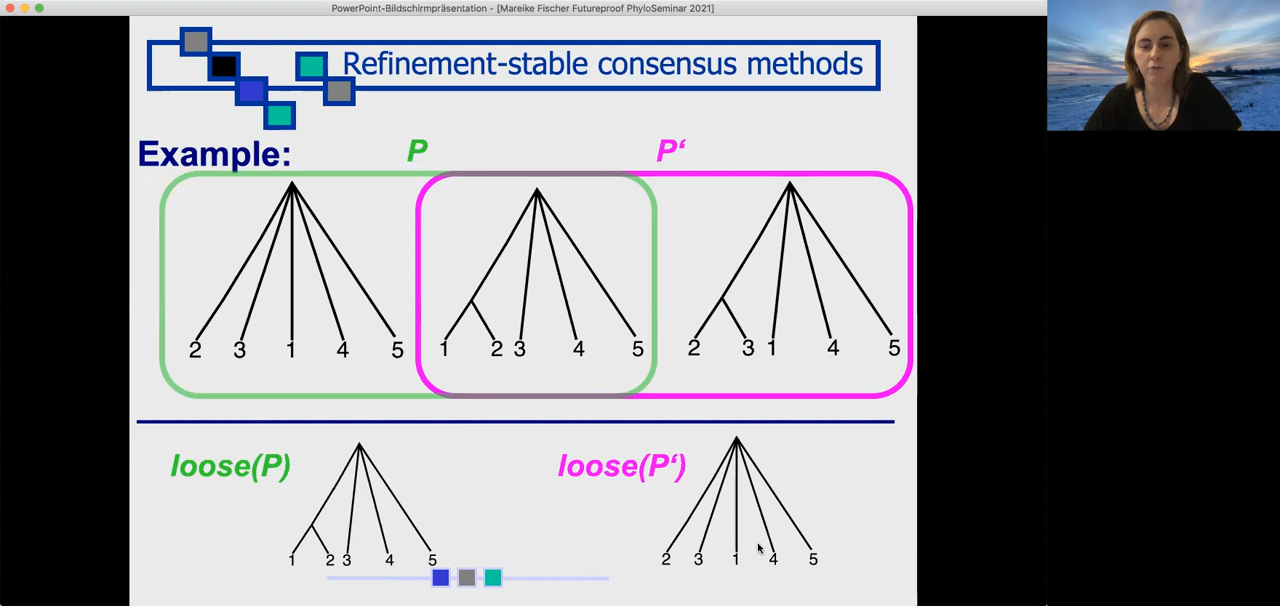 PowerPoint-Bildschirmpräsentation - [Mareike Fischer Futureproof PhyloSeminar 2021]
Refinement-stable consensus methods
Example:
P
P‘
2 3 1 4 5
1 2 3 4 5
2 3 1 4 5
loose(P)
1 2 3 4 5
loose(P‘)
2 3 1 4 5